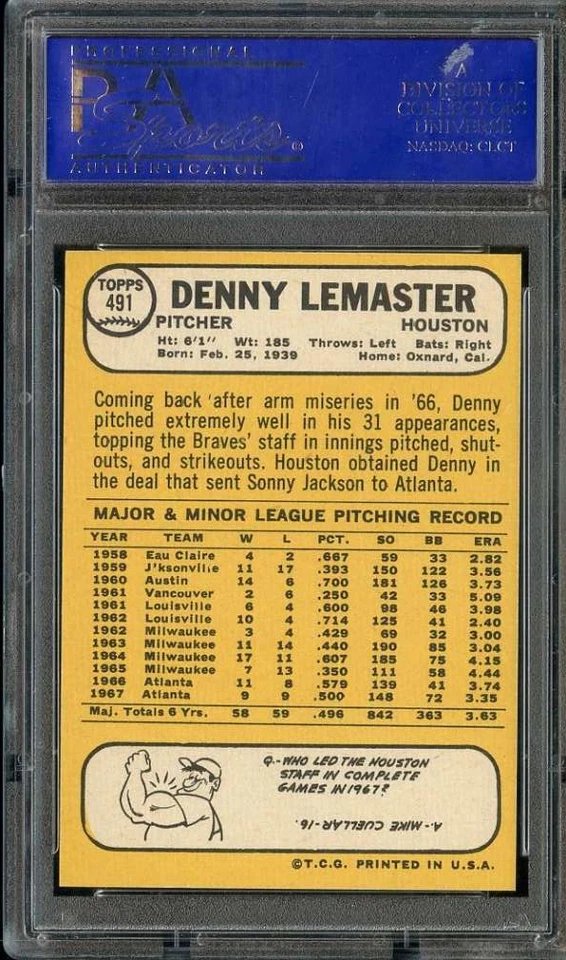 PROFESSIONAL
PSA
Sports®
AUTHENTICATOR
A
DIVISION OF
COLLECTORS
UNIVERSE
NASDAQ: CLCT
TOPPS
491
DENNY LEMASTER
PITCHER HOUSTON
Ht: 6'1" Wt: 185 Throws: Left Bats: Right
Born: Feb. 25, 1939 Home: Oxnard, Cal.
Coming back after arm miseries in '66, Denny
pitched extremely well in his 31 appearances,
topping the Braves' staff in innings pitched, shut-
outs, and strikeouts. Houston obtained Denny in
the deal that sent Sonny Jackson to Atlanta.
MAJOR & MINOR LEAGUE PITCHING RECORD
YEAR TEAM W L PCT. SO BB ERA
1958 Eau Claire 4 2 .667 59 33 2.82
1959 J'ksonville 11 17 .393 150 122 3.56
1960 Austin 14 6 .700 181 126 3.73
1961 Vancouver 2 6 .250 42 33 5.09
1961 Louisville 6 4 .600 98 46 3.98
1962 Louisville 10 4 .714 125 41 2.40
1962 Milwaukee 3 4 .429 69 32 3.00
1963 Milwaukee 11 14 .440 190 85 3.04
1964 Milwaukee 17 11 .607 185 75 4.15
1965 Milwaukee 7 13 .350 111 58 4.44
1966 Atlanta 11 8 .579 139 41 3.74
1967 Atlanta 9 9 .500 148 72 3.35
Maj. Totals 6 Yrs. 58 59 .496 842 363 3.63
Q.-WHO LED THE HOUSTON
STAFF IN COMPLETE
GAMES IN 1967?
A.-MIKE CUELLAR-16.
©T.C.G. PRINTED IN U.S.A.